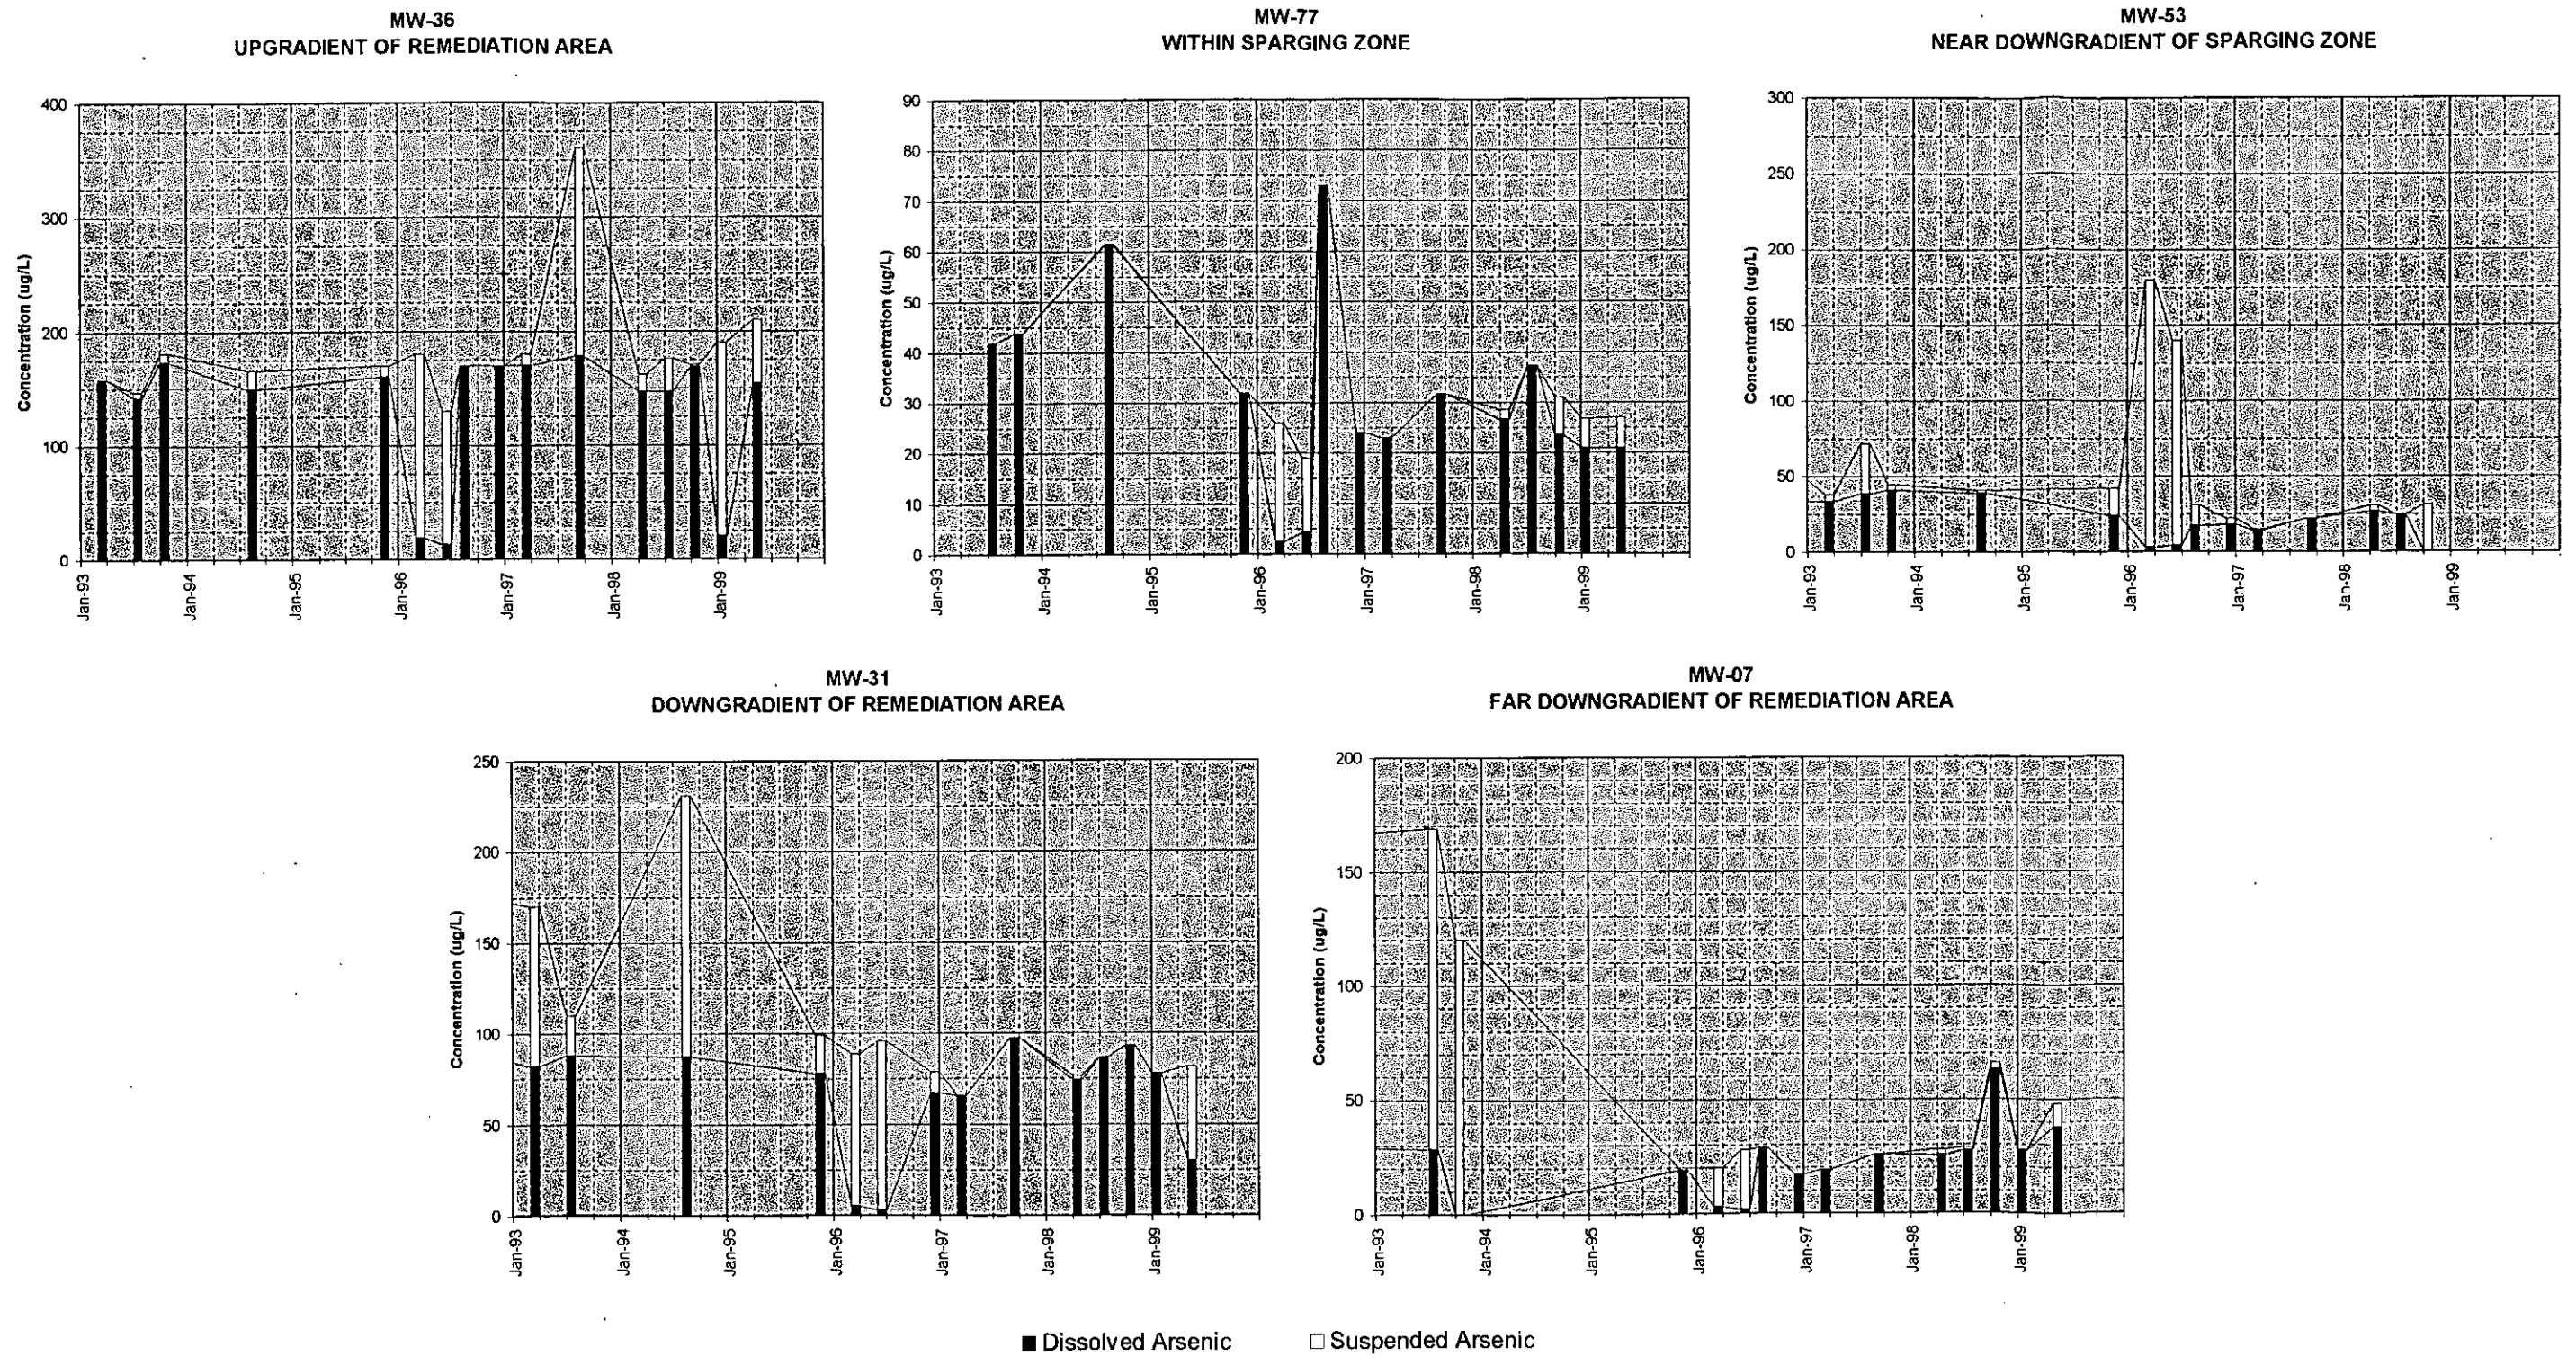 MW-36
UPGRADIENT OF REMEDIATION AREA
Concentration (ug/L)
400
300
200
100
0
Jan-93
Jan-94
Jan-95
Jan-96
Jan-97
Jan-98
Jan-99
MW-77
WITHIN SPARGING ZONE
Concentration (ug/L)
90
80
70
60
50
40
30
20
10
0
Jan-93
Jan-94
Jan-95
Jan-96
Jan-97
Jan-98
Jan-99
MW-53
NEAR DOWNGRADIENT OF SPARGING ZONE
Concentration (ug/L)
300
250
200
150
100
50
0
Jan-93
Jan-94
Jan-95
Jan-96
Jan-97
Jan-98
Jan-99
MW-31
DOWNGRADIENT OF REMEDIATION AREA
Concentration (ug/L)
250
200
150
100
50
0
Jan-93
Jan-94
Jan-95
Jan-96
Jan-97
Jan-98
Jan-99
MW-07
FAR DOWNGRADIENT OF REMEDIATION AREA
Concentration (ug/L)
200
150
100
50
0
Jan-93
Jan-94
Jan-95
Jan-96
Jan-97
Jan-98
Jan-99
Dissolved Arsenic
Suspended Arsenic